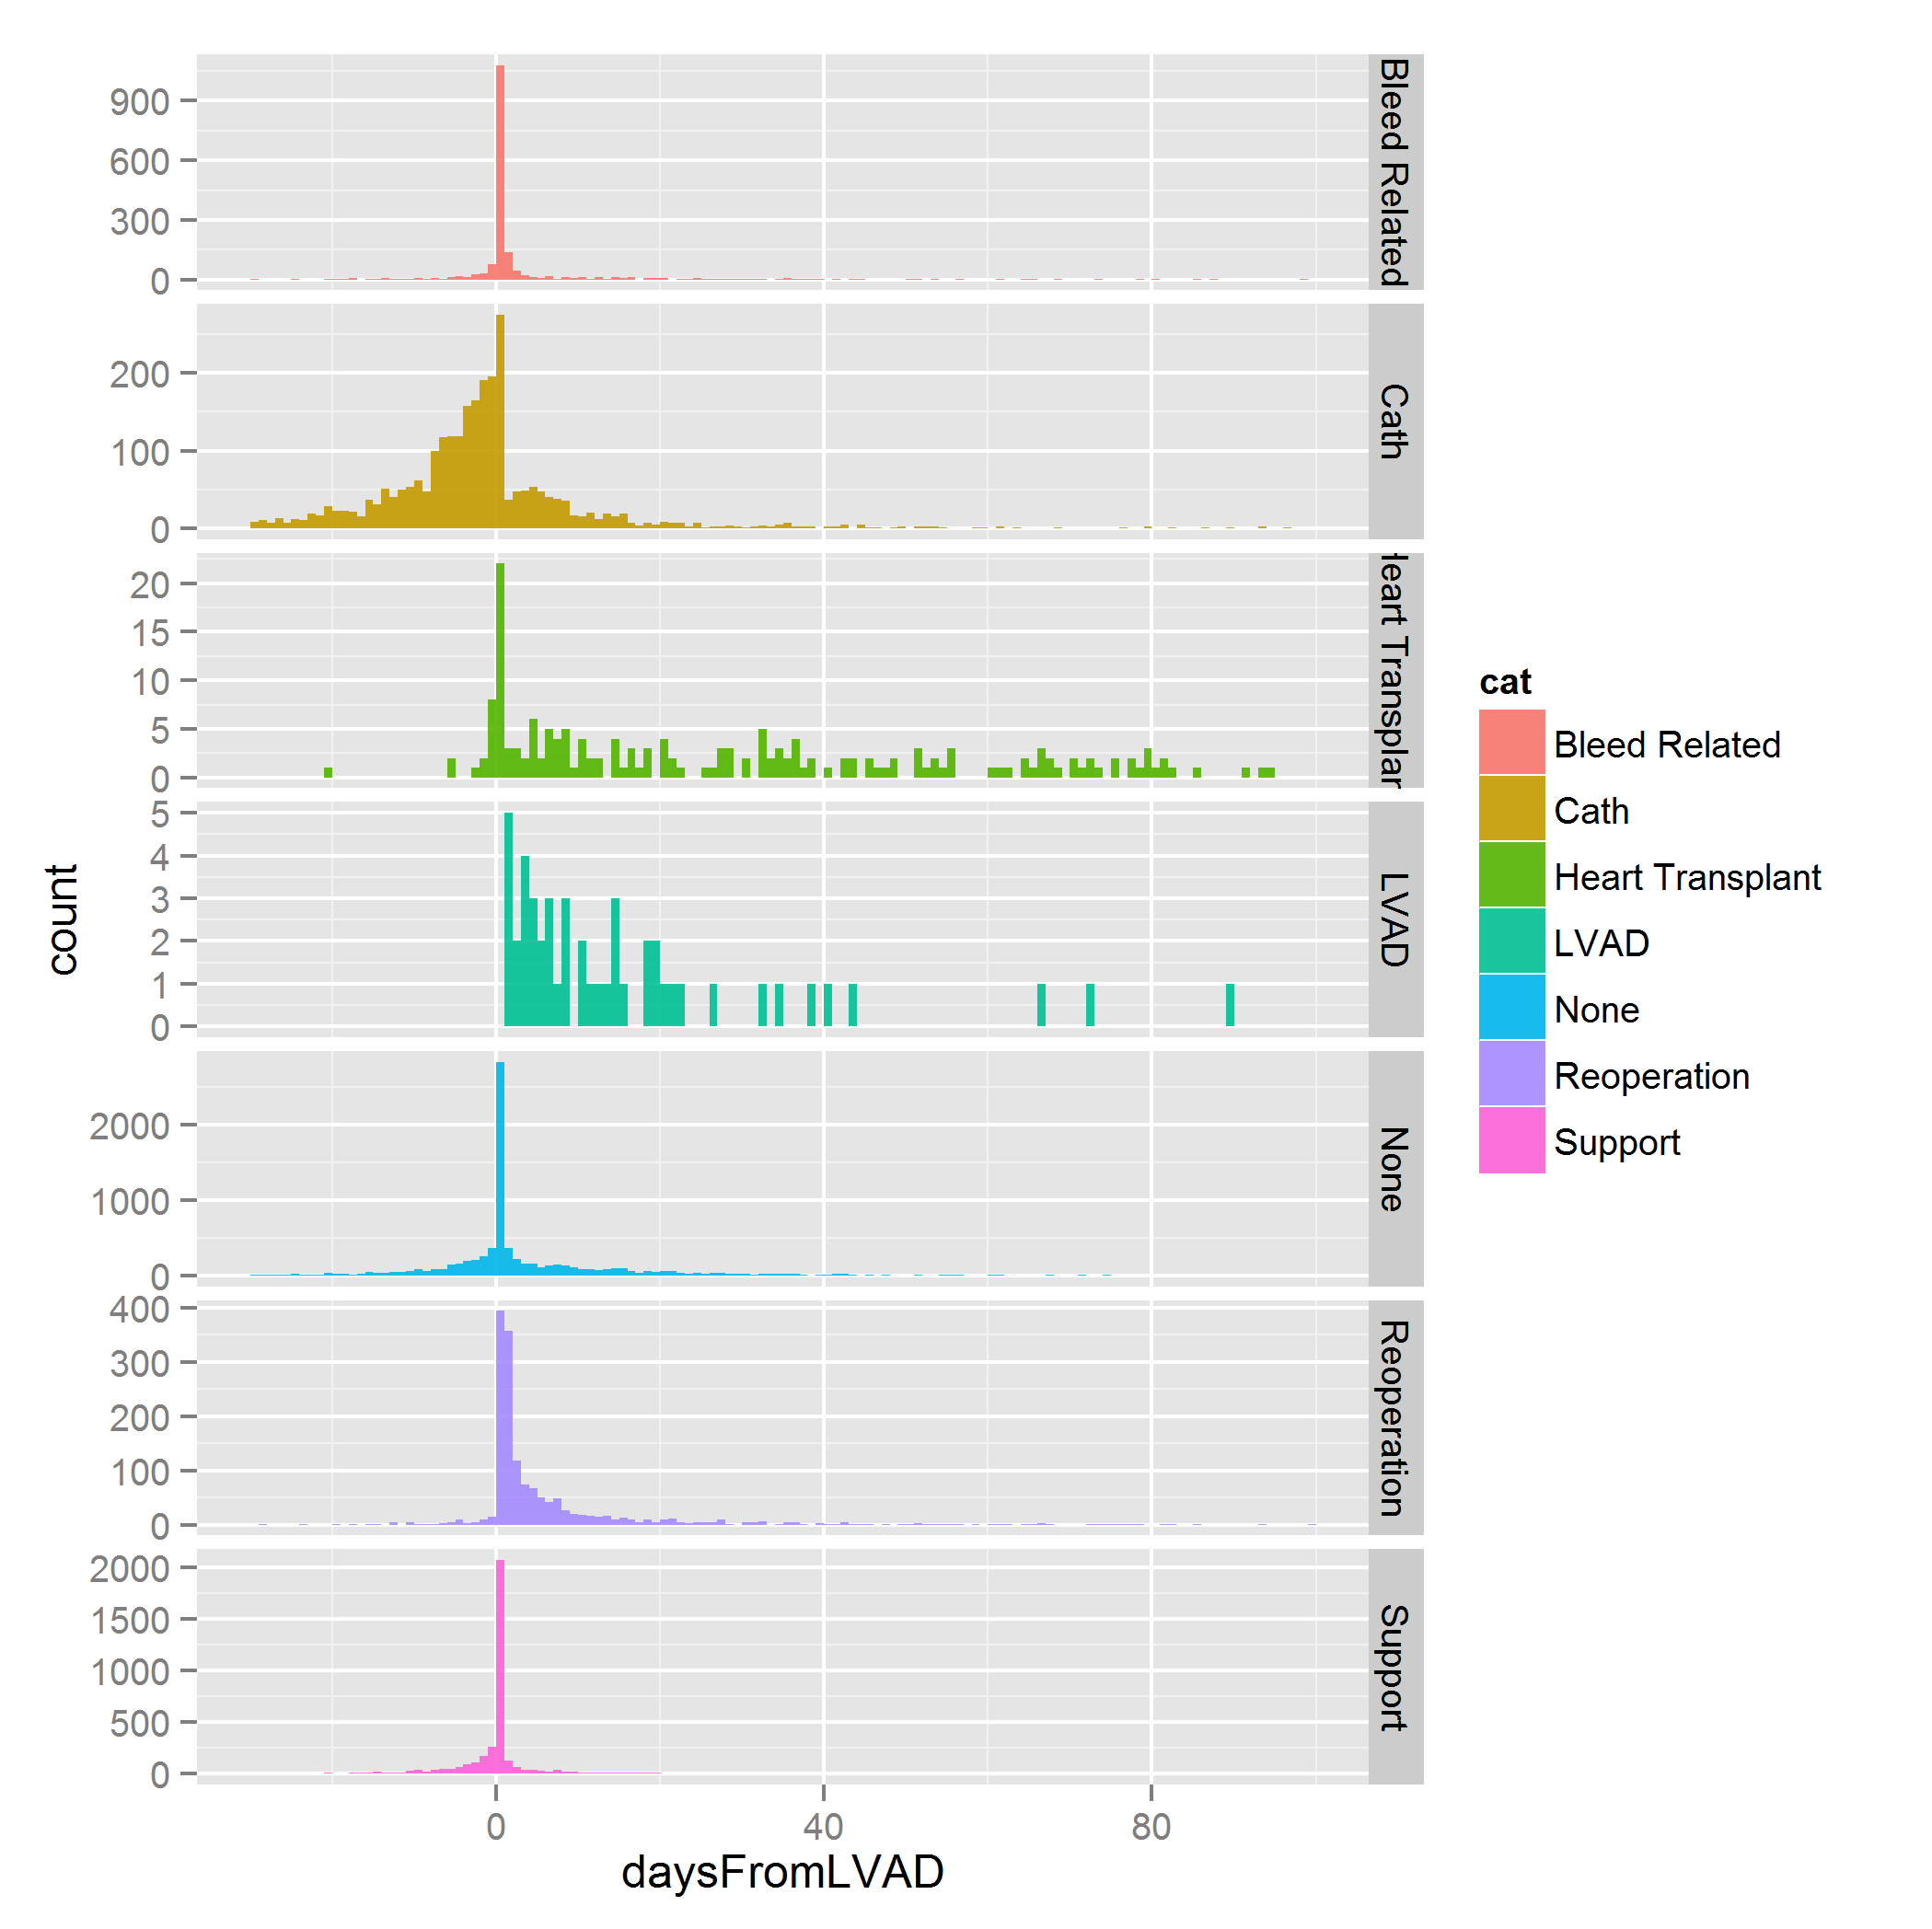 900
600
300
0
Bleed Related
200
100
0
Cath
20
15
10
5
0
Heart Transplan
5
4
3
2
1
0
LVAD
2000
1000
0
None
400
300
200
100
0
Reoperation
2000
1500
1000
500
0
Support
0 40 80
daysFromLVAD
count
cat
Bleed Related
Cath
Heart Transplant
LVAD
None
Reoperation
Support